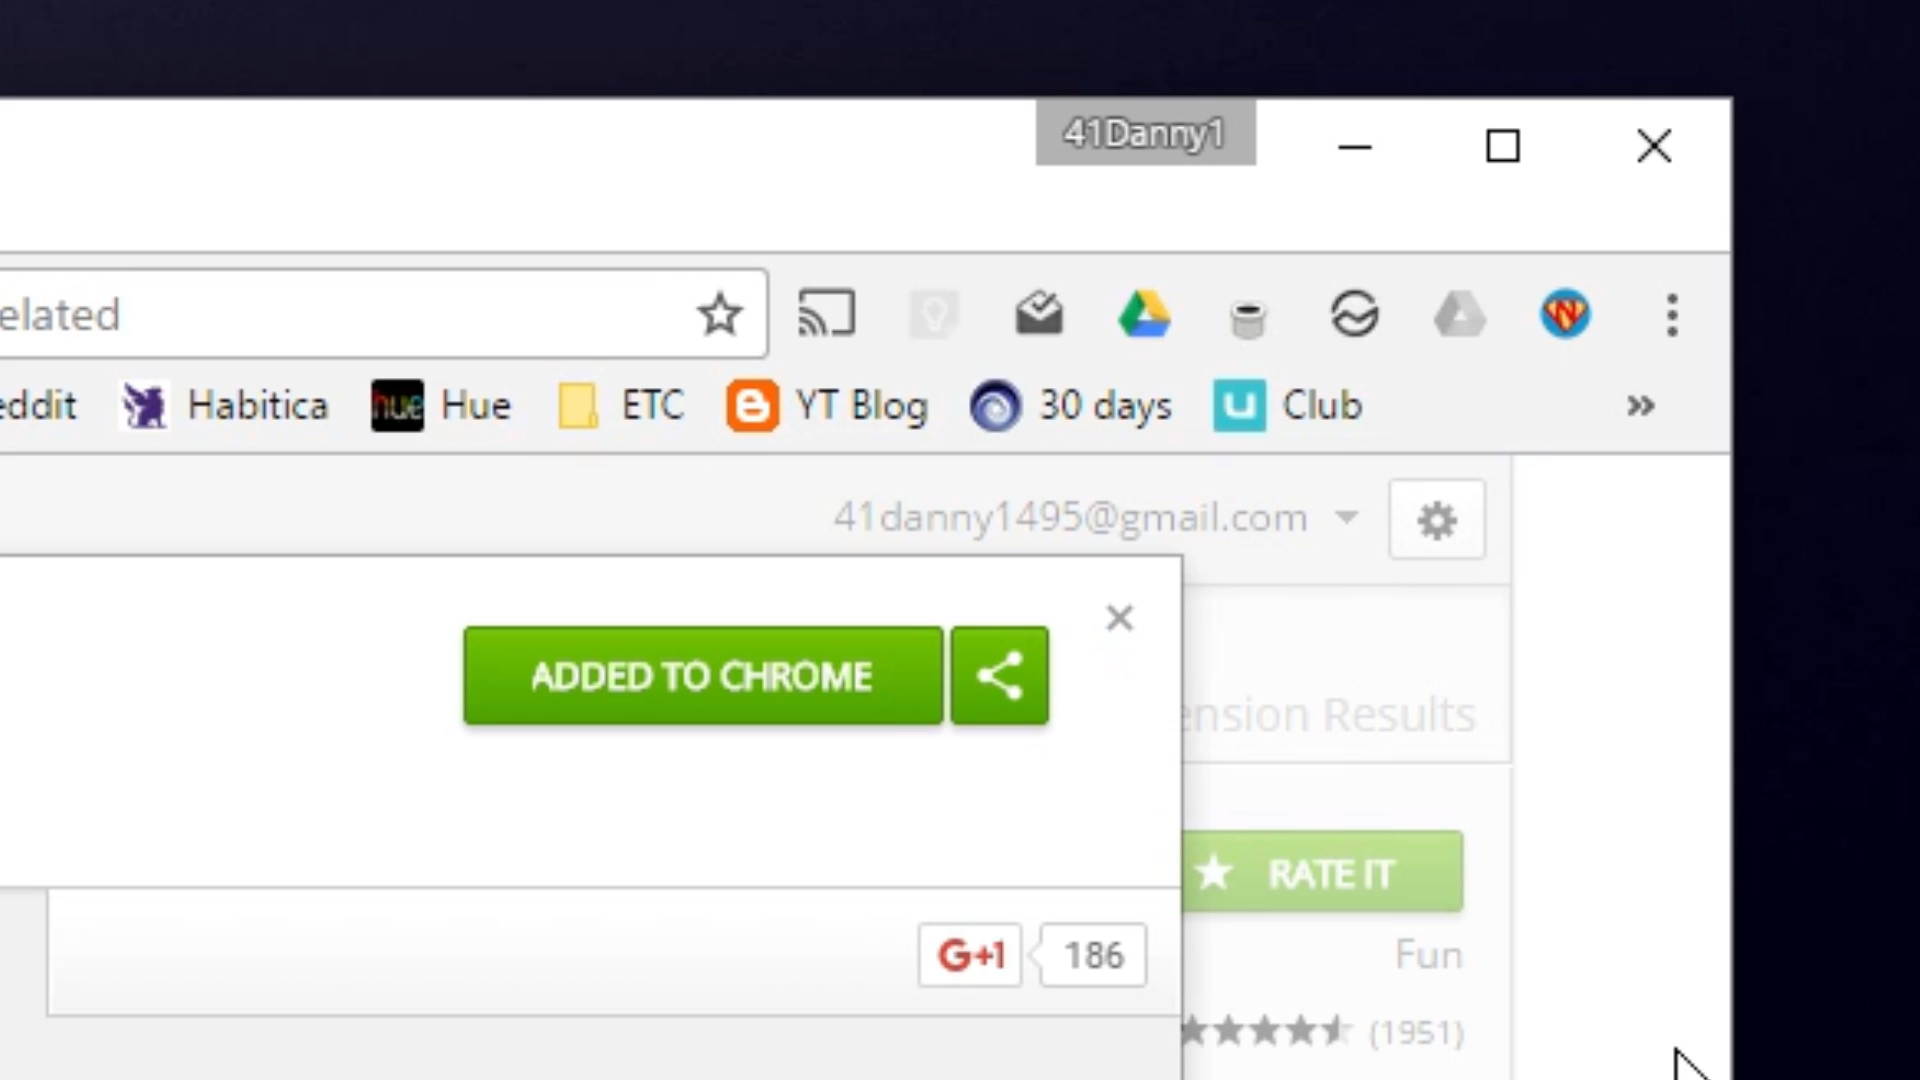 41Danny1
elated
eddit Habitica hue Hue ETC YT Blog 30 days Club »
41danny1495@gmail.com
ADDED TO CHROME
ension Results
RATE IT
G+1 186
Fun
(1951)